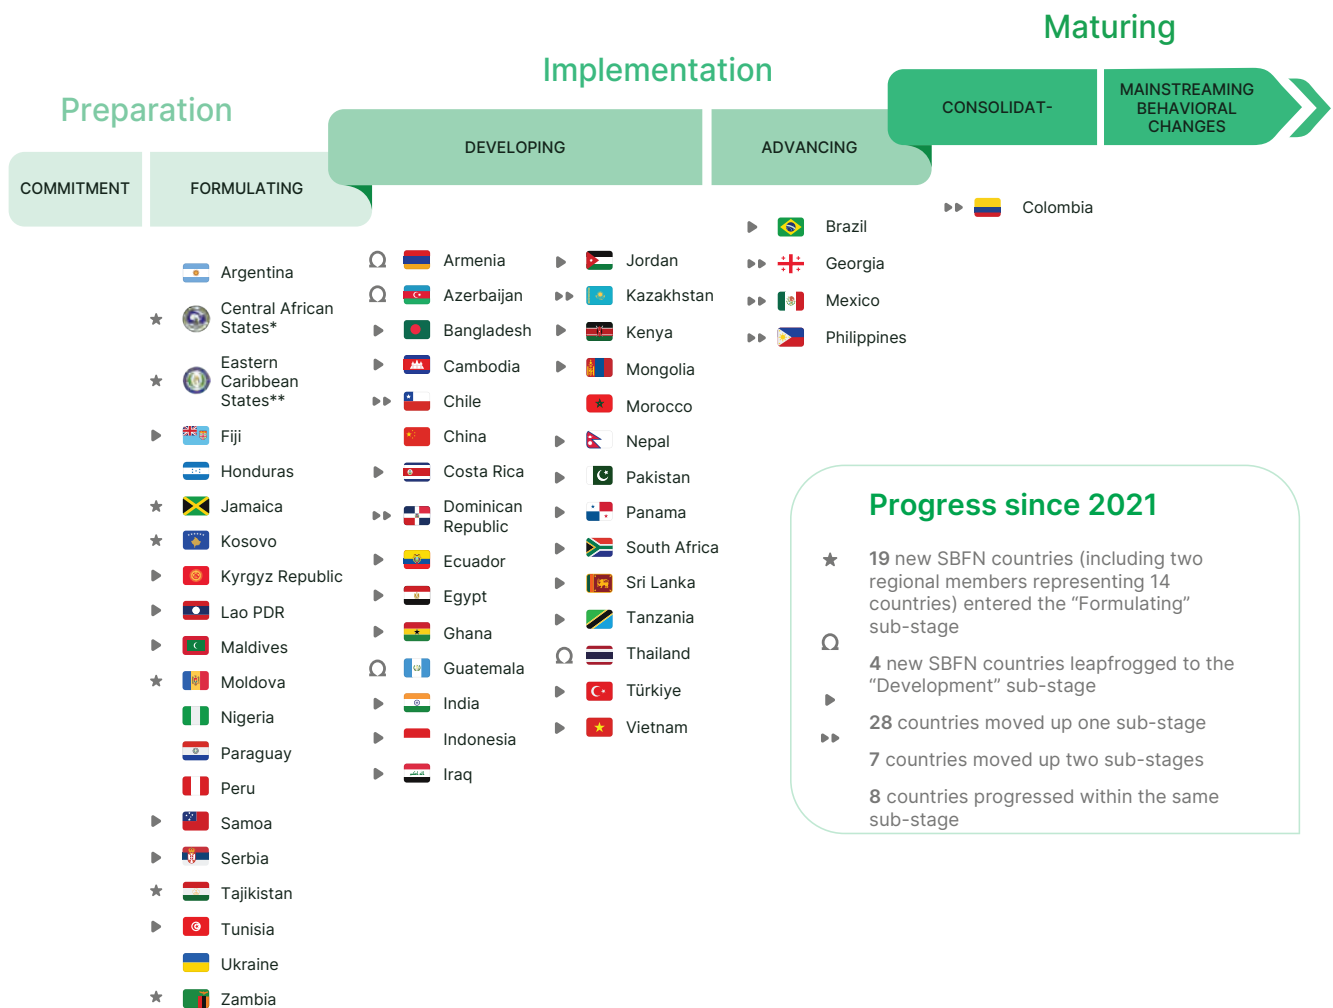 Maturing
Implementation
Preparation
COMMITMENT
FORMULATING
DEVELOPING
ADVANCING
CONSOLIDAT-
MAINSTREAMING
BEHAVIORAL
CHANGES
Argentina
Central African
States*
Eastern
Caribbean
States**
Fiji
Honduras
Jamaica
Kosovo
Kyrgyz Republic
Lao PDR
Maldives
Moldova
Nigeria
Paraguay
Peru
Samoa
Serbia
Tajikistan
Tunisia
Ukraine
Zambia
Armenia
Azerbaijan
Bangladesh
Cambodia
Chile
China
Costa Rica
Dominican
Republic
Ecuador
Egypt
Ghana
Guatemala
India
Indonesia
Iraq
Jordan
Kazakhstan
Kenya
Mongolia
Morocco
Nepal
Pakistan
Panama
South Africa
Sri Lanka
Tanzania
Thailand
Türkiye
Vietnam
Brazil
Georgia
Mexico
Philippines
Colombia
Progress since 2021
19 new SBFN countries (including two
regional members representing 14
countries) entered the “Formulating”
sub-stage
4 new SBFN countries leapfrogged to the
“Development” sub-stage
28 countries moved up one sub-stage
7 countries moved up two sub-stages
8 countries progressed within the same
sub-stage